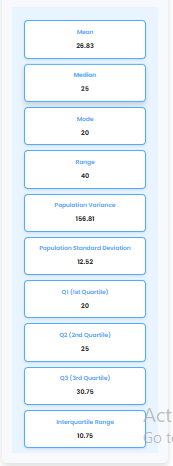 Mean
26.83
Median
25
Mode
20
Range
40
Population Variance
156.81
Population Standard Deviation
12.52
Q1 (1st Quartile)
20
Q2 (2nd Quartile)
25
Q3 (3rd Quartile)
30.75
Interquartile Range
10.75
Act
Go to